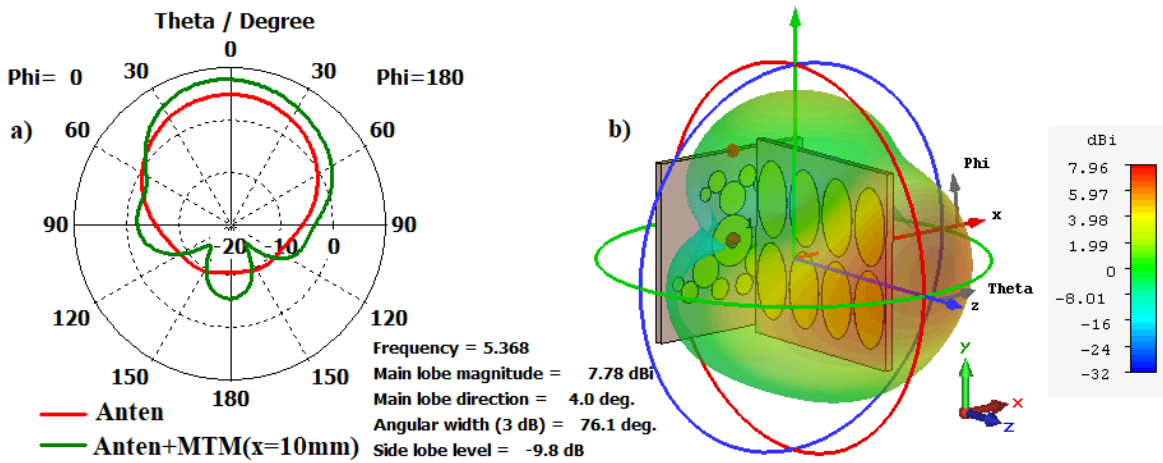 Theta / Degree
Phi= 0
30
0
30
Phi=180
a)
60
60
90
-20
-10
0
90
120
120
150
150
180
Anten
Anten+MTM(x=10mm)
Frequency = 5.368
Main lobe magnitude = 7.78 dBi
Main lobe direction = 4.0 deg.
Angular width (3 dB) = 76.1 deg.
Side lobe level = -9.8 dB
b)
Phi
x
Theta
z
y
x
z
dBi
7.96
5.97
3.98
1.99
0
-8.01
-16
-24
-32